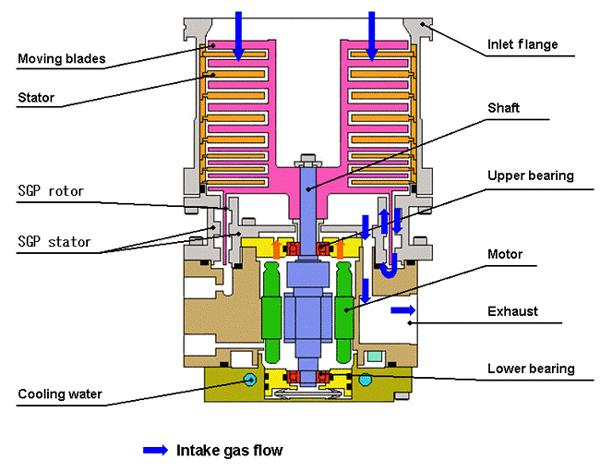 Moving blades
Stator
SGP rotor
SGP stator
Cooling water
Inlet flange
Shaft
Upper bearing
Motor
Exhaust
Lower bearing
Intake gas flow